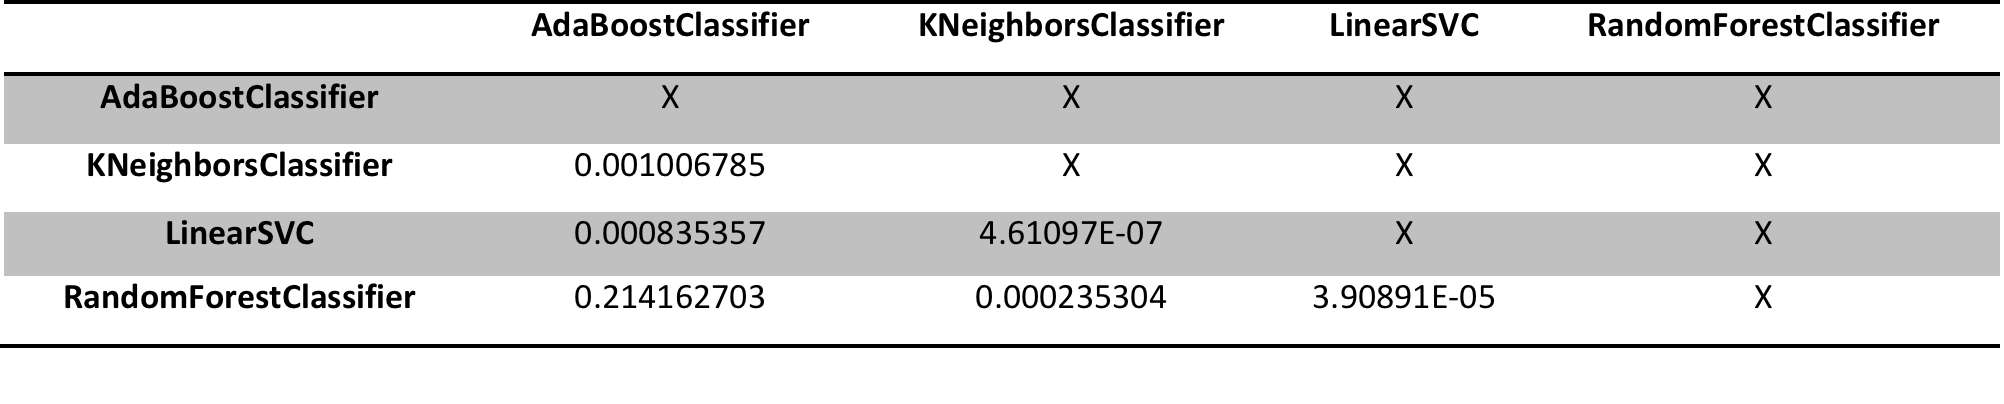 AdaBoostClassifier KNeighborsClassifier LinearSVC RandomForestClassifier
AdaBoostClassifier X X X X
KNeighborsClassifier 0.001006785 X X X
LinearSVC 0.000835357 4.61097E-07 X X
RandomForestClassifier 0.214162703 0.000235304 3.90891E-05 X